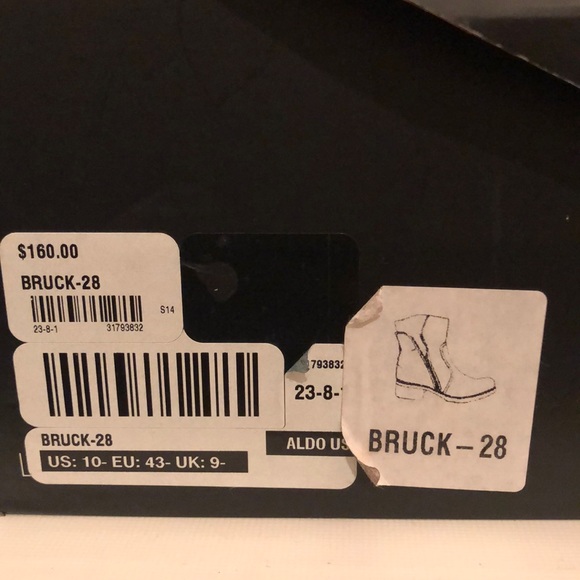 $160.00
BRUCK-28
S14
23-8-1 31793832
793832
23-8-
BRUCK-28
ALDO US
US: 10- EU: 43- UK: 9-
BRUCK-28